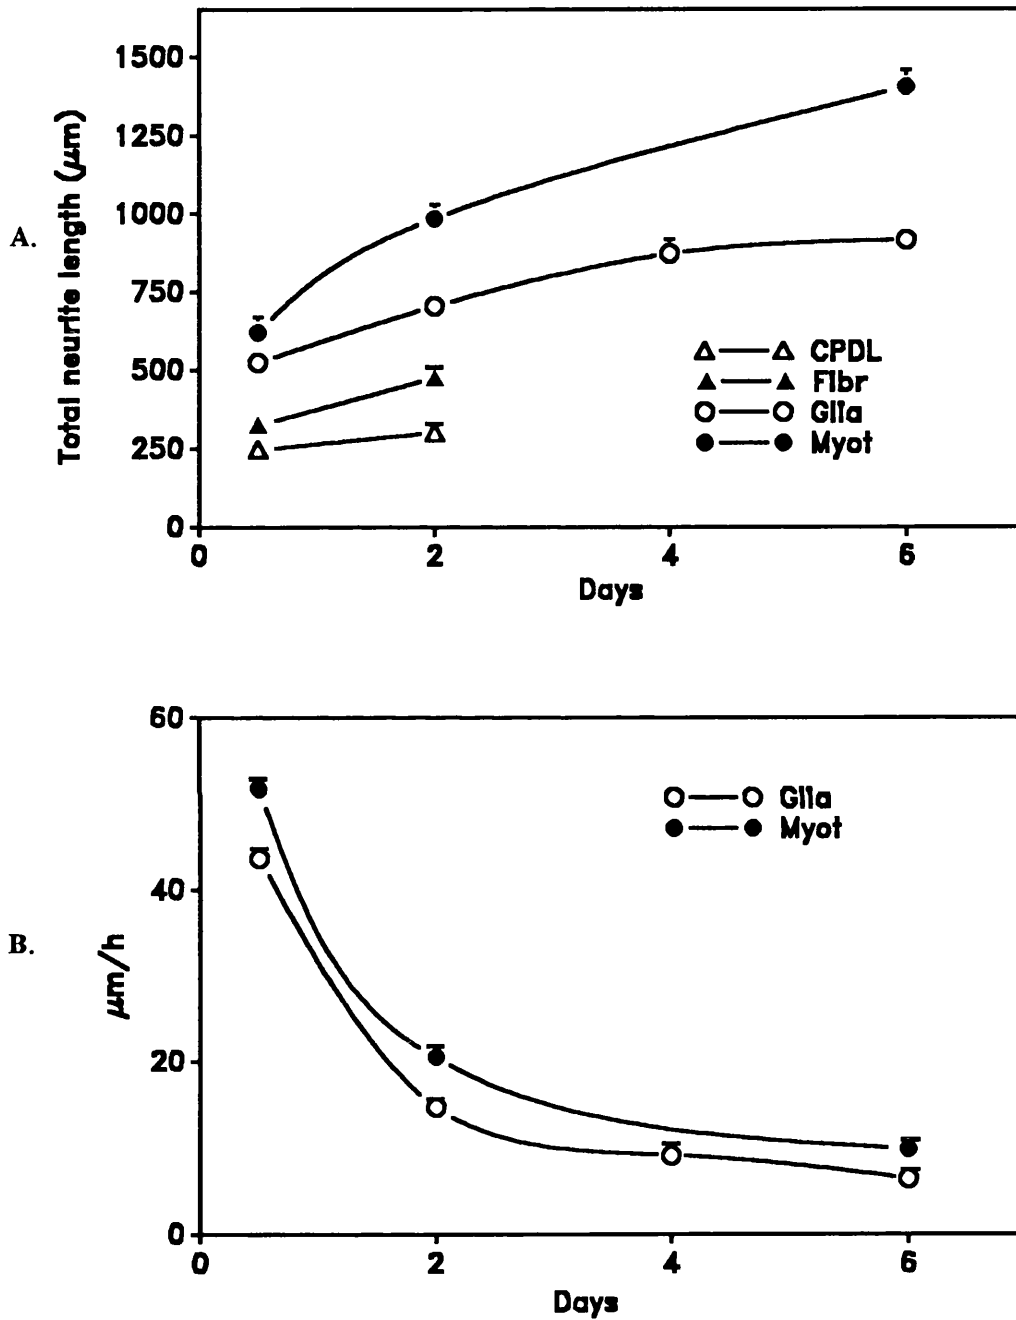 A.
Total neurite length (μm)
1500
1250
1000
750
500
250
0
0 2 4 6
Days
CPDL
Fibr
Glia
Myot
B.
μm/h
60
40
20
0
0 2 4 6
Days
Glia
Myot